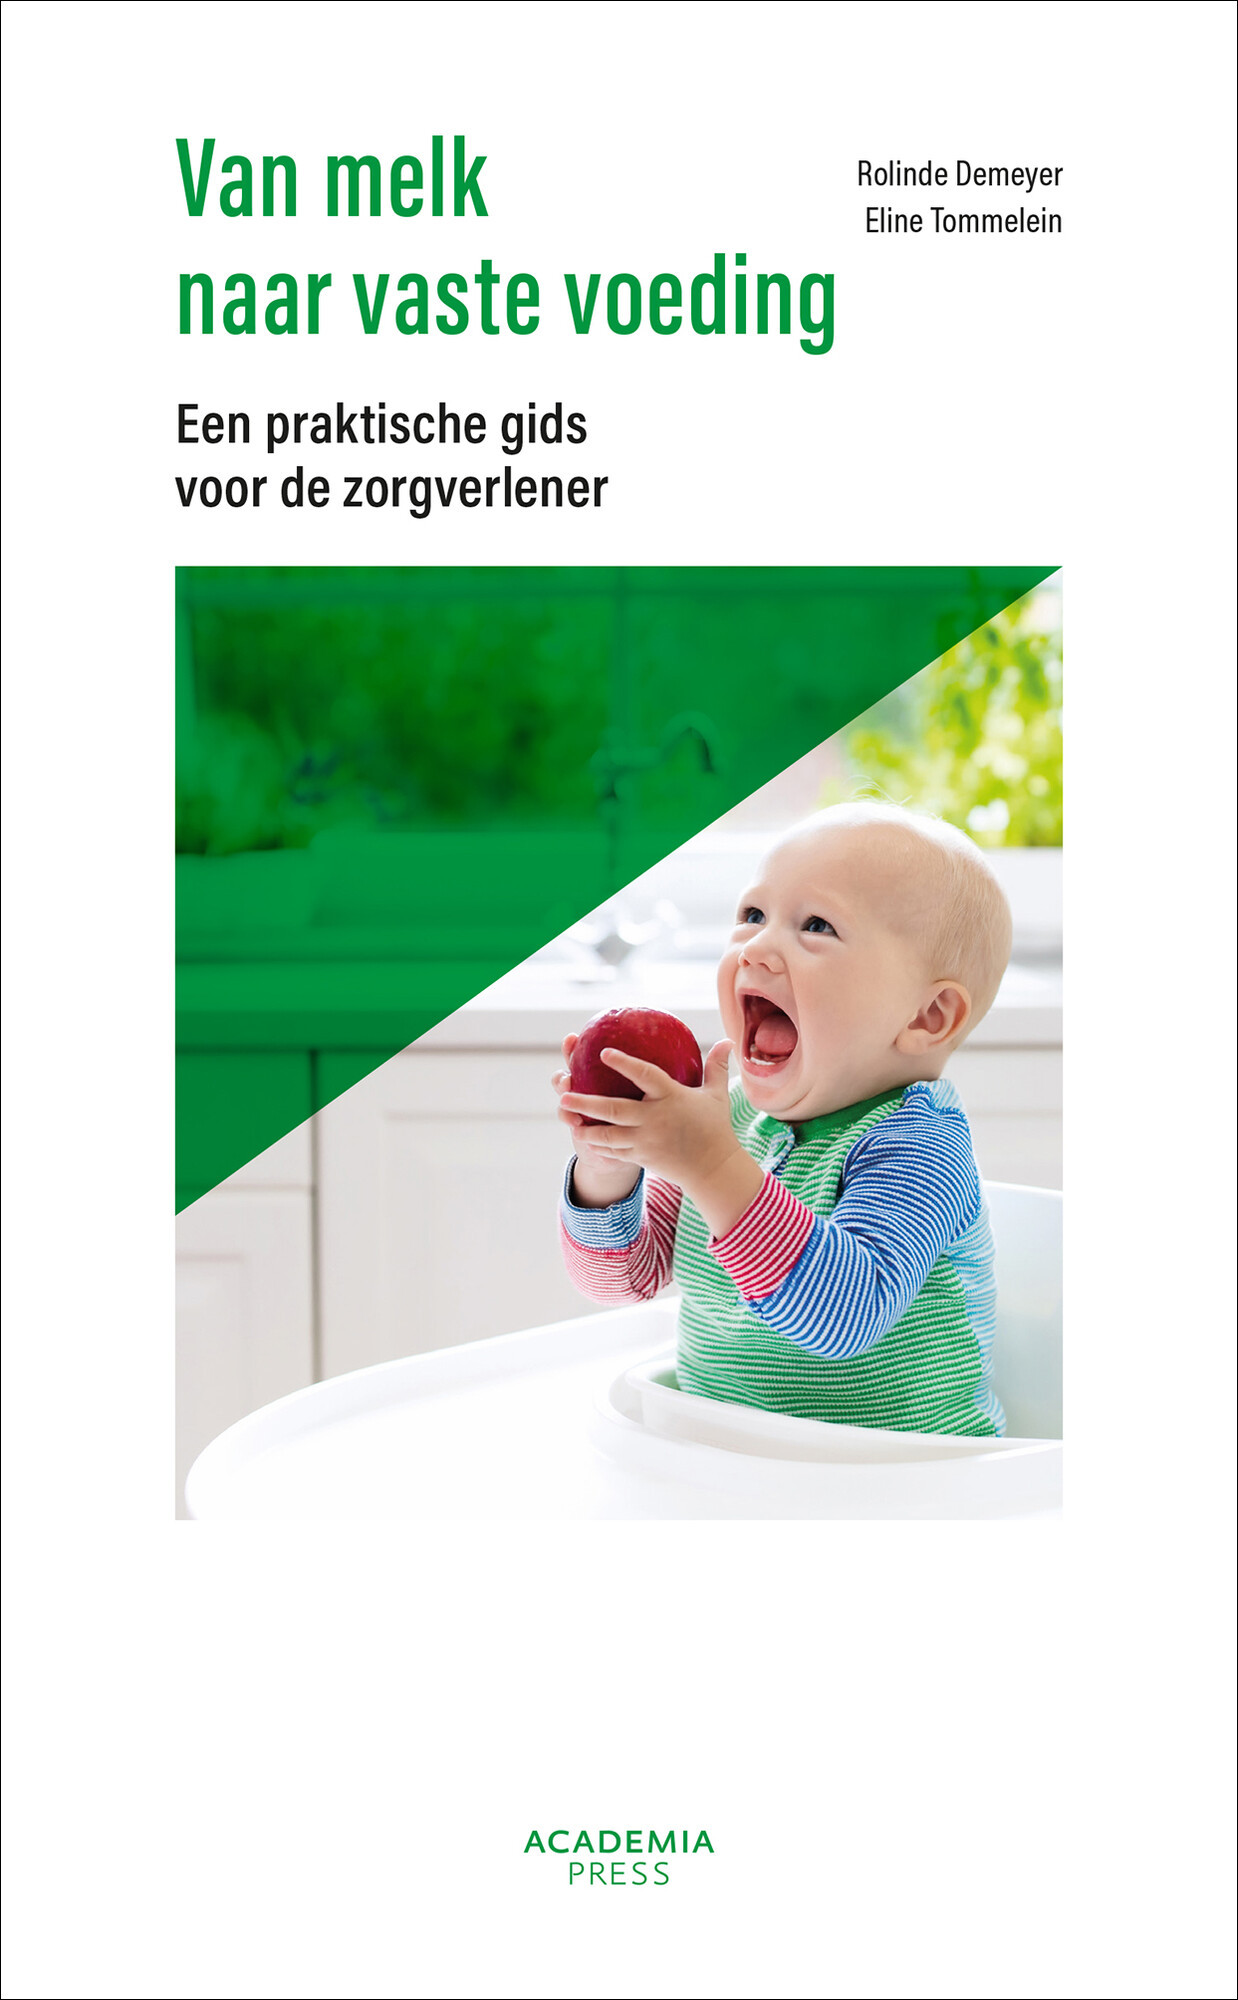 Van melk
naar vaste voeding
Rolinde Demeyer
Eline Tommelein
Een praktische gids
voor de zorgverlener
ACADEMIA
PRESS